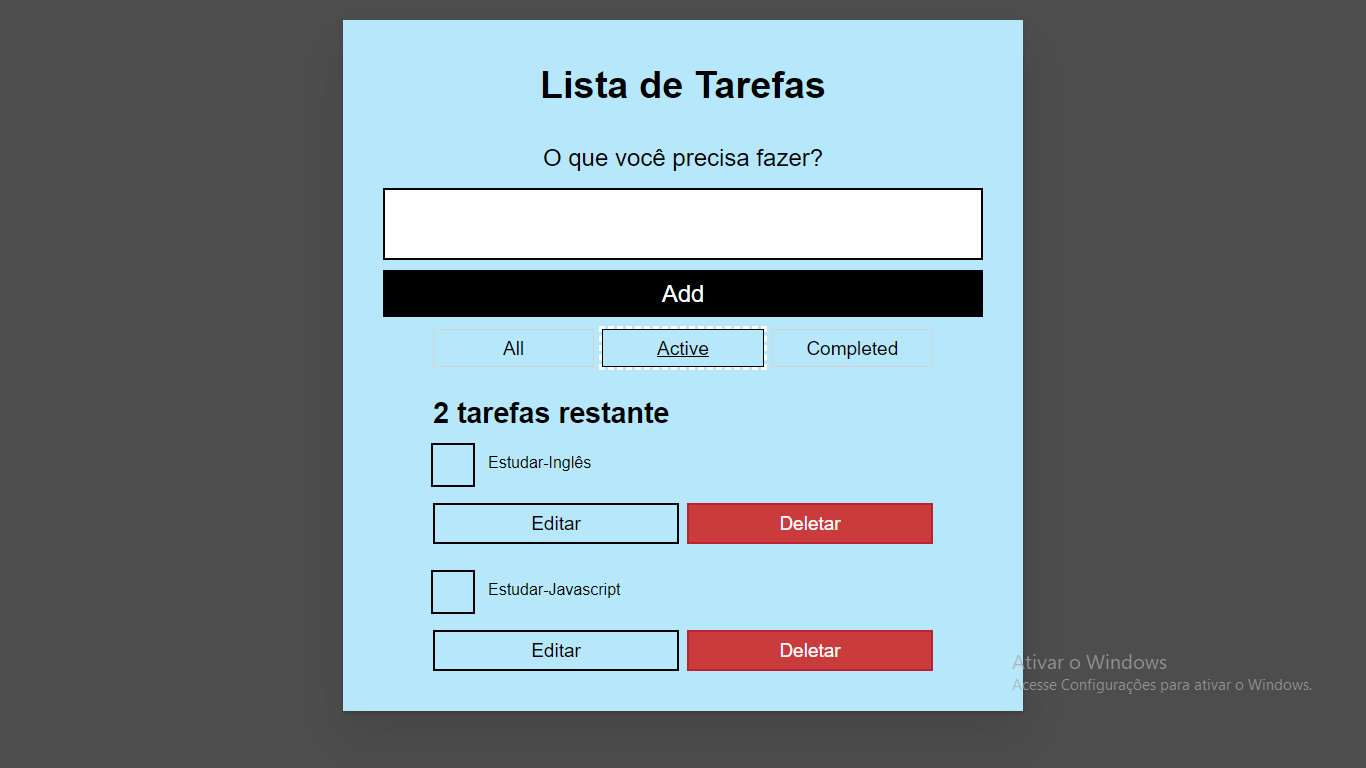 Lista de Tarefas
O que você precisa fazer?
Add
All Active Completed
2 tarefas restante
Estudar-Inglês
Editar Deletar
Estudar-Javascript
Editar Deletar
Ativar o Windows
Acesse Configurações para ativar o Windows.